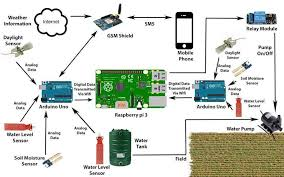 Weather
Information
Internet
GSM Shield
SMS
Mobile
Phone
Relay Module
Daylight
Sensor
Analog
Data
Daylight
Sensor
Pump
On/Off
Analog
Data
Soil Moisture
Sensor
Digital Data
Transmitted
Via Wifi
Digital Data
Transmitted
Via Wifi
Arduino Uno
Raspberry pi 3
Arduino Uno
Analog
Data
Analog
Data
Analog
Data
Water Level
Sensor
Water Pump
Water Level Sensor
Analog
Data
Soil Moisture
Sensor
Water Level
Sensor
Water
Tank
Field